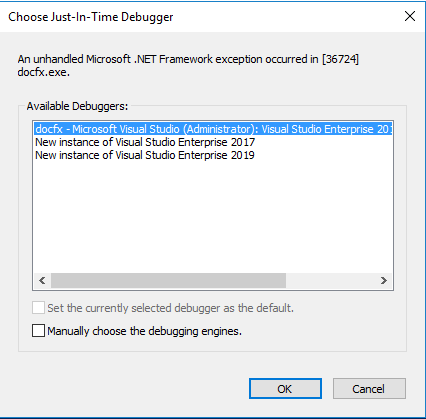 Choose Just-In-Time Debugger
An unhandled Microsoft .NET Framework exception occurred in [36724]
docfx.exe.
Available Debuggers:
docfx - Microsoft Visual Studio (Administrator): Visual Studio Enterprise
New instance of Visual Studio Enterprise 2017
New instance of Visual Studio Enterprise 2019
Set the currently selected debugger as the default.
Manually choose the debugging engines.
OK
Cancel